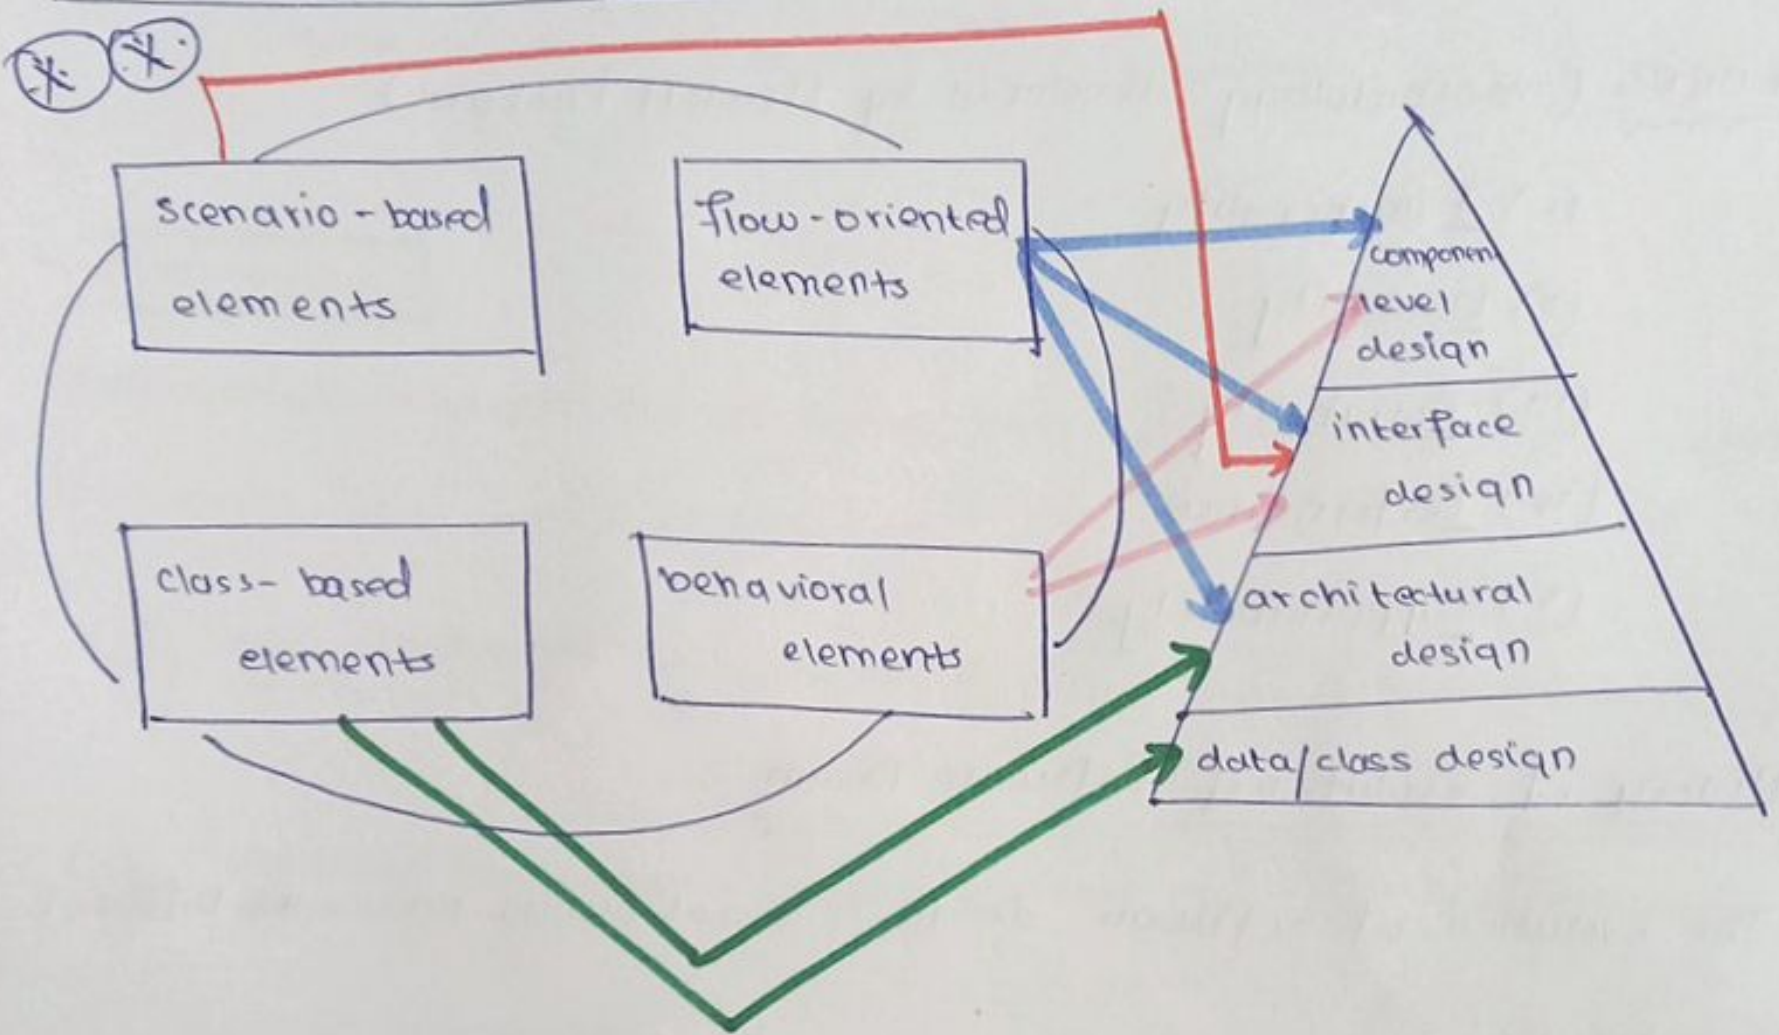 scenario-based
elements
flow-oriented
elements
class-based
elements
behavioral
elements
componen
level
design
interface
design
architectural
design
data/class design